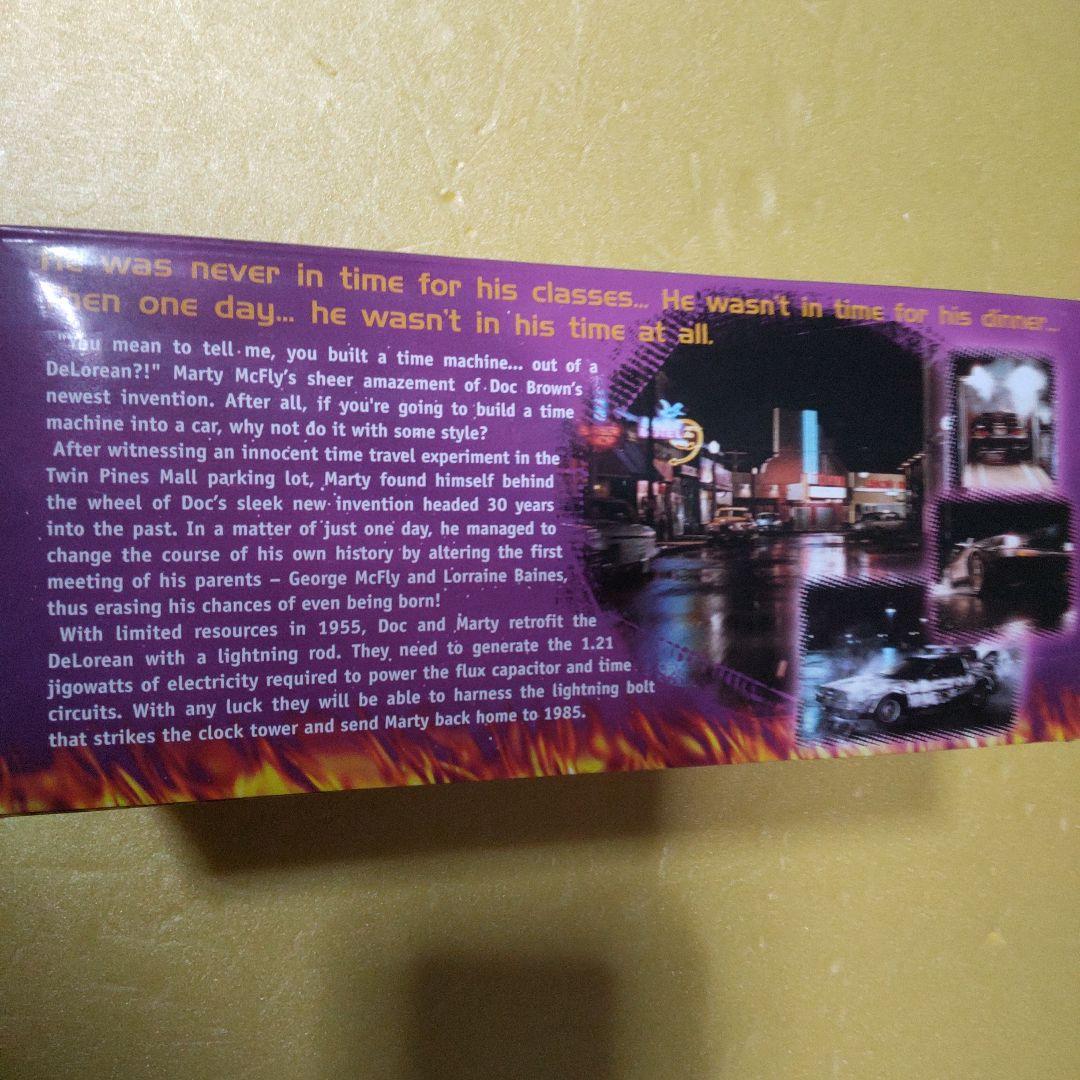 He was never in time for his classes... He wasn't in time for his dinner...
Then one day... he wasn't in his time at all.
"You mean to tell me, you built a time machine... out of a
DeLorean?!" Marty McFly's sheer amazement of Doc Brown's
newest invention. After all, if you're going to build a time
machine into a car, why not do it with some style?
After witnessing an innocent time travel experiment in the
Twin Pines Mall parking lot, Marty found himself behind
the wheel of Doc's sleek new invention headed 30 years
into the past. In a matter of just one day, he managed to
change the course of his own history by altering the first
meeting of his parents – George McFly and Lorraine Baines,
thus erasing his chances of even being born!
With limited resources in 1955, Doc and Marty retrofit the
DeLorean with a lightning rod. They need to generate the 1.21
jigowatts of electricity required to power the flux capacitor and time
circuits. With any luck they will be able to harness the lightning bolt
that strikes the clock tower and send Marty back home to 1985.